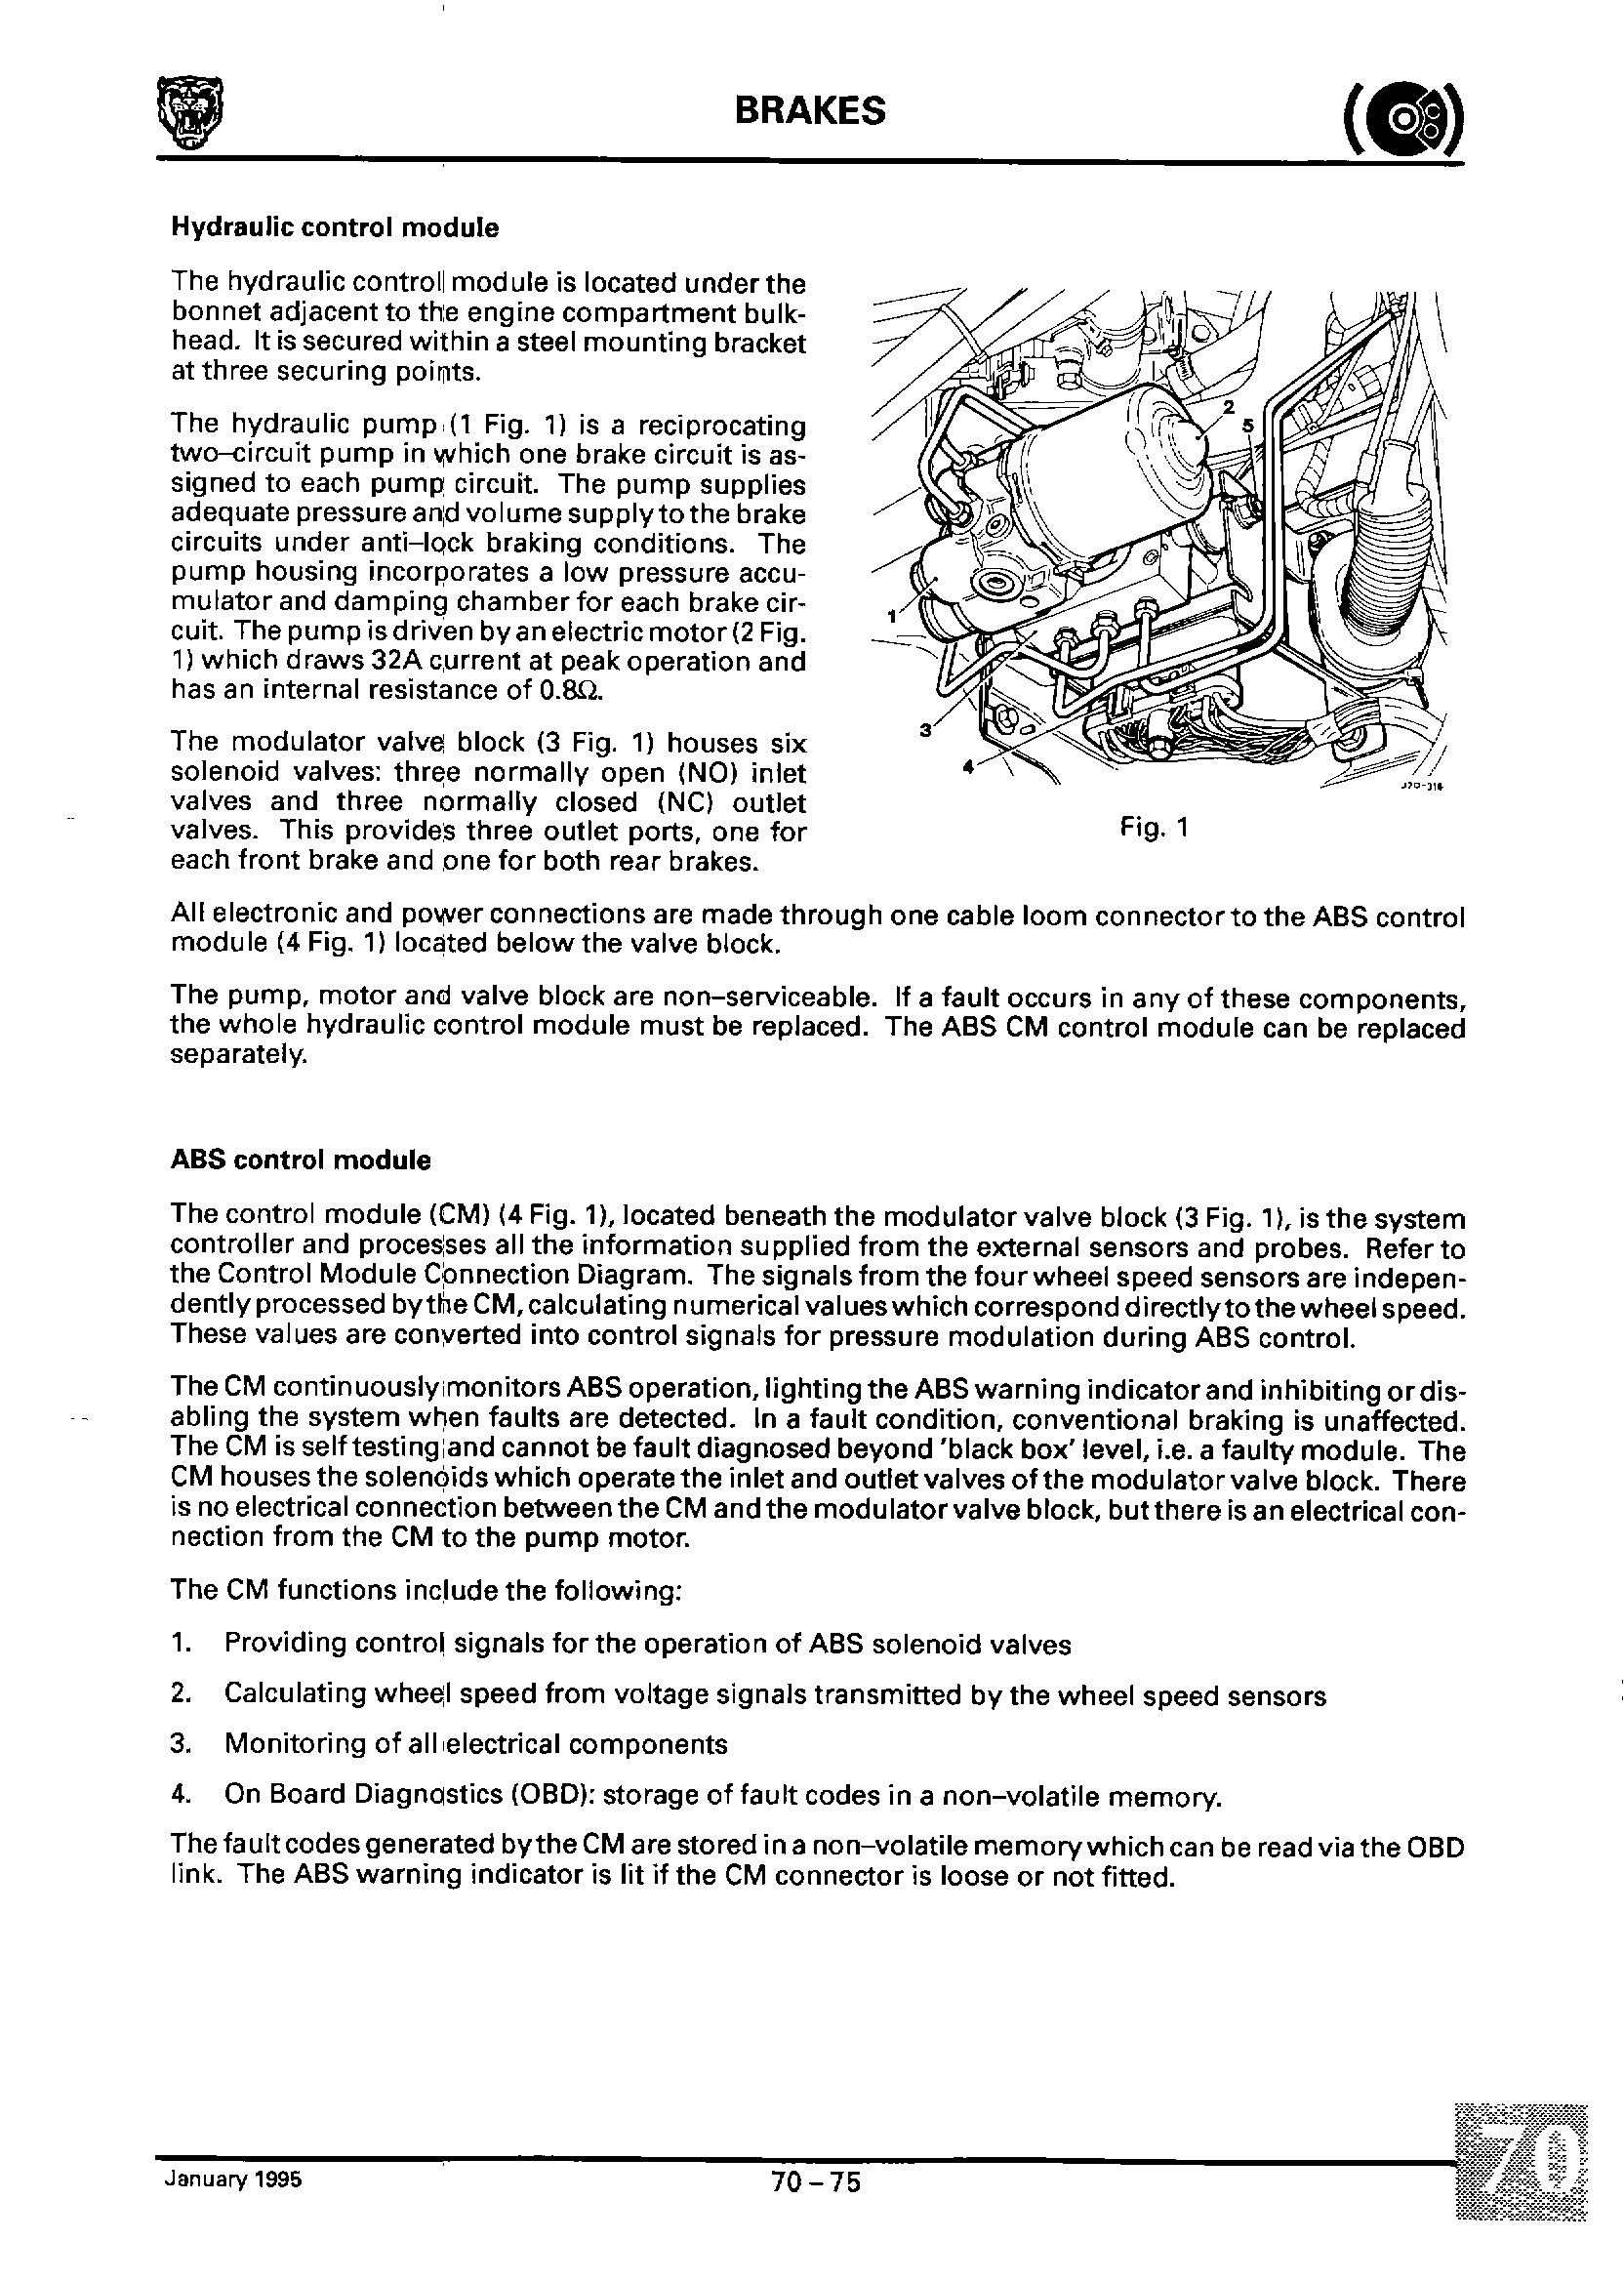 BRAKES
Hydraulic control module
The hydraulic control module is located under the
bonnet adjacent to the engine compartment bulk-
head. It is secured within a steel mounting bracket
at three securing points.
The hydraulic pump (1 Fig. 1) is a reciprocating
two–circuit pump in which one brake circuit is as-
signed to each pump circuit. The pump supplies
adequate pressure and volume supply to the brake
circuits under anti–lock braking conditions. The
pump housing incorporates a low pressure accu-
mulator and damping chamber for each brake cir-
cuit. The pump is driven by an electric motor (2 Fig.
1) which draws 32A current at peak operation and
has an internal resistance of 0.8Ω.
The modulator valve block (3 Fig. 1) houses six
solenoid valves: three normally open (NO) inlet
valves and three normally closed (NC) outlet
valves. This provides three outlet ports, one for
each front brake and one for both rear brakes.
2
5
1
3
4
J70-316
Fig. 1
All electronic and power connections are made through one cable loom connector to the ABS control
module (4 Fig. 1) located below the valve block.
The pump, motor and valve block are non–serviceable. If a fault occurs in any of these components,
the whole hydraulic control module must be replaced. The ABS CM control module can be replaced
separately.
ABS control module
The control module (CM) (4 Fig. 1), located beneath the modulator valve block (3 Fig. 1), is the system
controller and processes all the information supplied from the external sensors and probes. Refer to
the Control Module Connection Diagram. The signals from the four wheel speed sensors are indepen-
dently processed by the CM, calculating numerical values which correspond directly to the wheel speed.
These values are converted into control signals for pressure modulation during ABS control.
The CM continuously monitors ABS operation, lighting the ABS warning indicator and inhibiting or dis-
abling the system when faults are detected. In a fault condition, conventional braking is unaffected.
The CM is self testing and cannot be fault diagnosed beyond 'black box' level, i.e. a faulty module. The
CM houses the solenoids which operate the inlet and outlet valves of the modulator valve block. There
is no electrical connection between the CM and the modulator valve block, but there is an electrical con-
nection from the CM to the pump motor.
The CM functions include the following:
1. Providing control signals for the operation of ABS solenoid valves
2. Calculating wheel speed from voltage signals transmitted by the wheel speed sensors
3. Monitoring of all electrical components
4. On Board Diagnostics (OBD): storage of fault codes in a non–volatile memory.
The fault codes generated by the CM are stored in a non–volatile memory which can be read via the OBD
link. The ABS warning indicator is lit if the CM connector is loose or not fitted.
January 1995
70 – 75
70